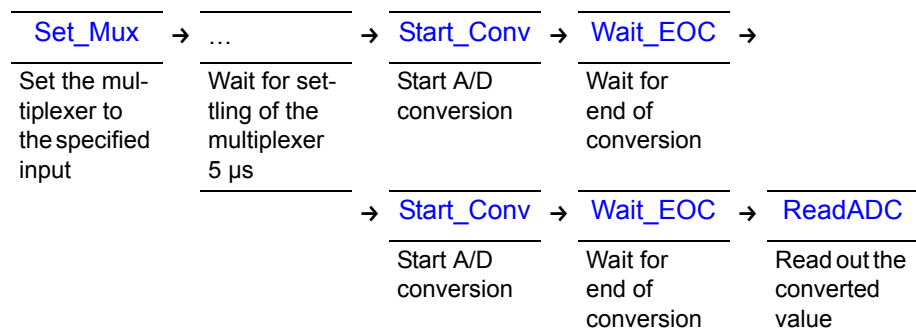 Set_Mux → … → Start_Conv → Wait_EOC →
Set the mul-
tiplexer to
the specified
input
Wait for set-
tling of the
multiplexer
5 µs
Start A/D
conversion
Wait for
end of
conversion
→ Start_Conv → Wait_EOC → ReadADC
Start A/D
conversion
Wait for
end of
conversion
Read out the
converted
value